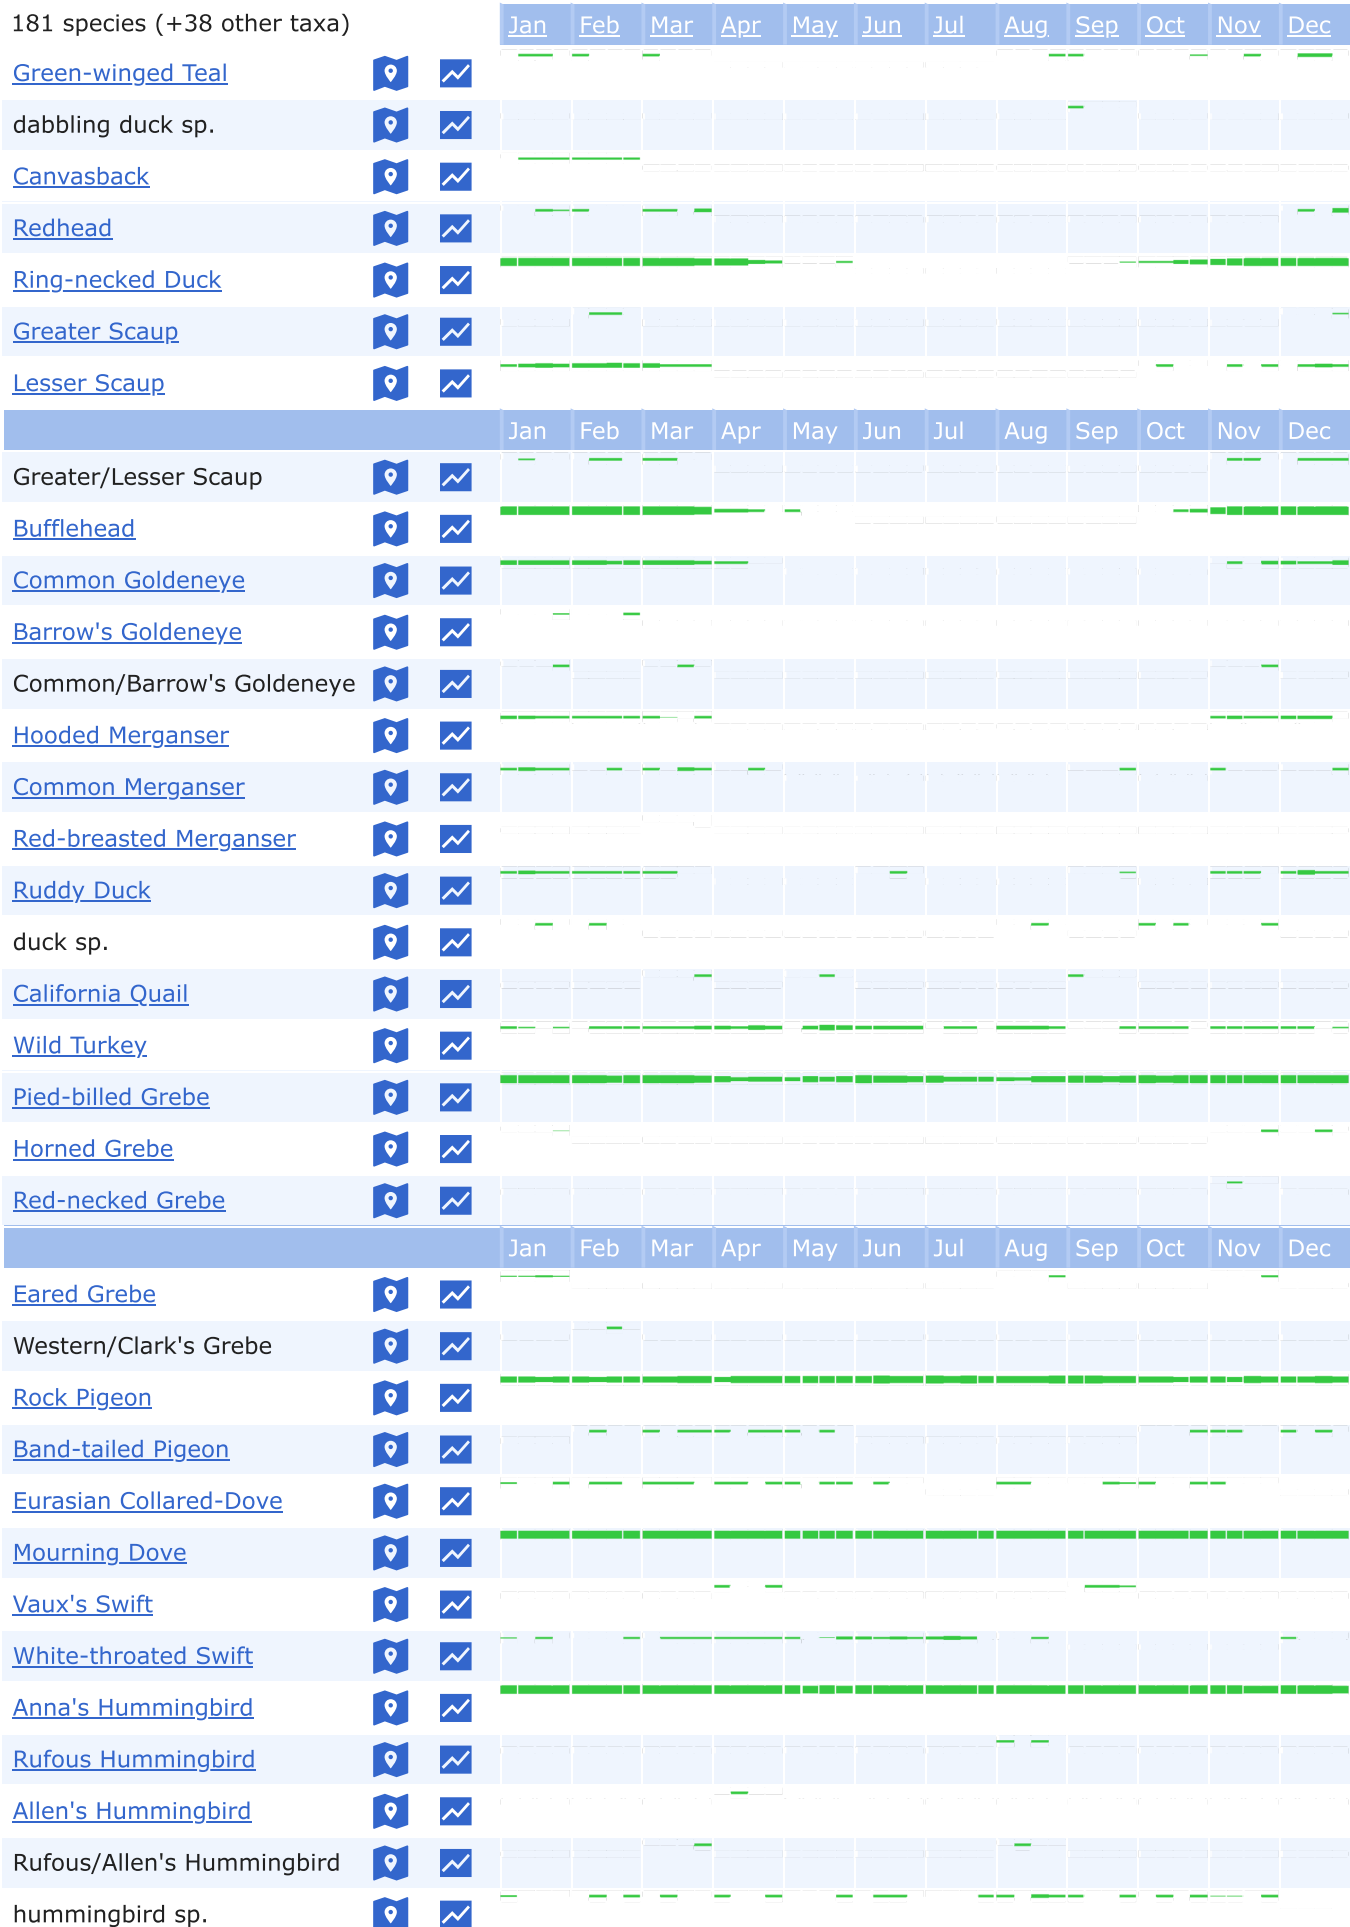 181 species (+38 other taxa) Jan Feb Mar Apr May Jun Jul Aug Sep Oct Nov Dec
Green-winged Teal
dabbling duck sp.
Canvasback
Redhead
Ring-necked Duck
Greater Scaup
Lesser Scaup
Jan Feb Mar Apr May Jun Jul Aug Sep Oct Nov Dec
Greater/Lesser Scaup
Bufflehead
Common Goldeneye
Barrow's Goldeneye
Common/Barrow's Goldeneye
Hooded Merganser
Common Merganser
Red-breasted Merganser
Ruddy Duck
duck sp.
California Quail
Wild Turkey
Pied-billed Grebe
Horned Grebe
Red-necked Grebe
Jan Feb Mar Apr May Jun Jul Aug Sep Oct Nov Dec
Eared Grebe
Western/Clark's Grebe
Rock Pigeon
Band-tailed Pigeon
Eurasian Collared-Dove
Mourning Dove
Vaux's Swift
White-throated Swift
Anna's Hummingbird
Rufous Hummingbird
Allen's Hummingbird
Rufous/Allen's Hummingbird
hummingbird sp.